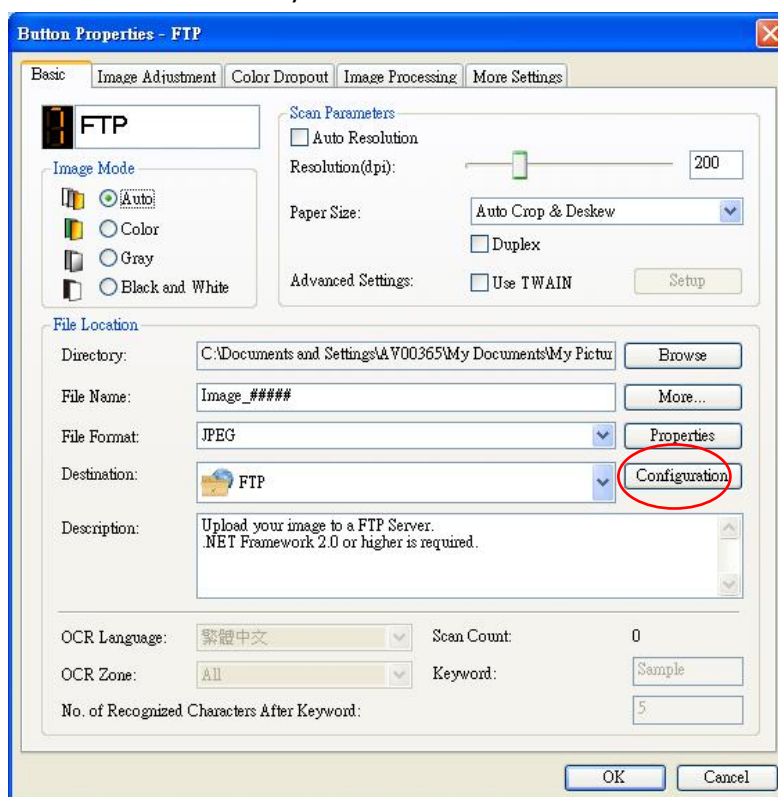 Button Properties - FTP
Basic Image Adjustment Color Dropout Image Processing More Settings
FTP
Image Mode
Auto
Color
Gray
Black and White
Scan Parameters
Auto Resolution
Resolution(dpi): 200
Paper Size: Auto Crop & Deskew
Duplex
Advanced Settings: Use TWAIN Setup
File Location
Directory: C:\Documents and Settings\AV00365\My Documents\My Pictur Browse
File Name: Image_##### More...
File Format: JPEG Properties
Destination: FTP Configuration
Description: Upload your image to a FTP Server.
.NET Framework 2.0 or higher is required.
OCR Language: 繁體中文 Scan Count: 0
OCR Zone: All Keyword: Sample
No. of Recognized Characters After Keyword: 5
OK Cancel